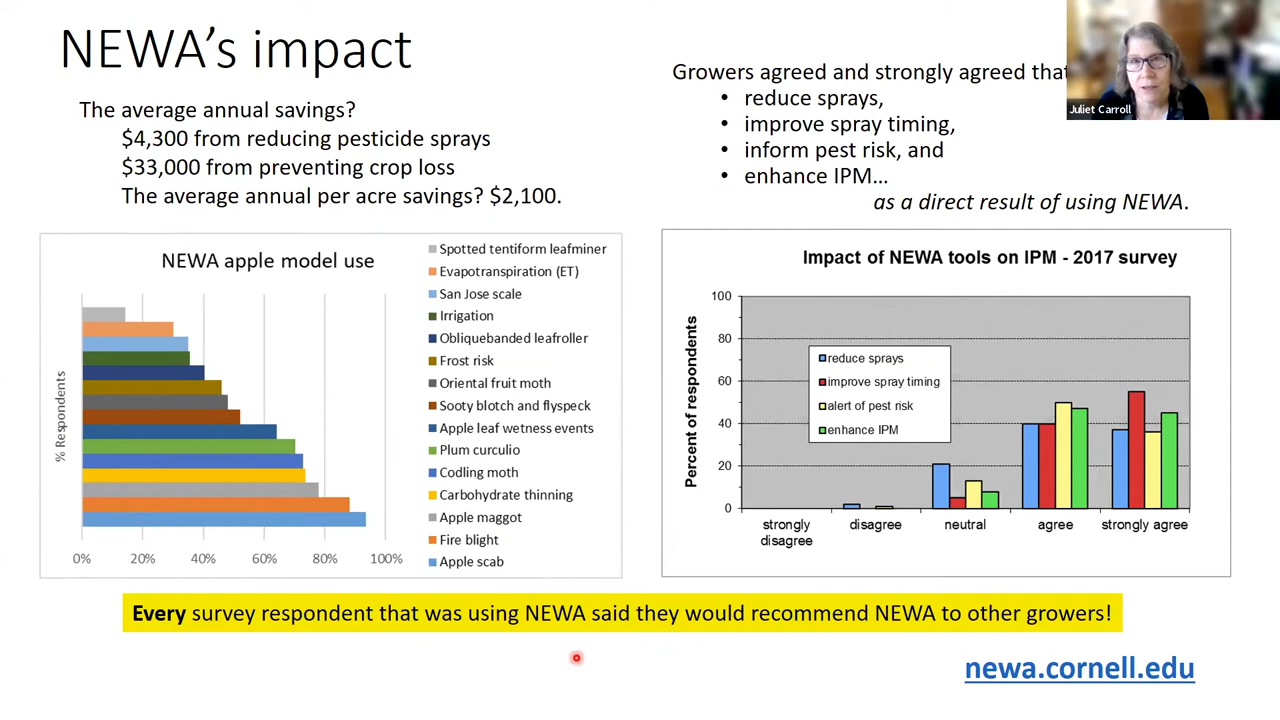 NEWA's impact
The average annual savings?
$4,300 from reducing pesticide sprays
$33,000 from preventing crop loss
The average annual per acre savings? $2,100.
Growers agreed and strongly agreed that
• reduce sprays,
• improve spray timing,
• inform pest risk, and
• enhance IPM…
as a direct result of using NEWA.
Juliet Carroll
NEWA apple model use
% Respondents
0% 20% 40% 60% 80% 100%
Spotted tentiform leafminer
Evapotranspiration (ET)
San Jose scale
Irrigation
Obliquebanded leafroller
Frost risk
Oriental fruit moth
Sooty blotch and flyspeck
Apple leaf wetness events
Plum curculio
Codling moth
Carbohydrate thinning
Apple maggot
Fire blight
Apple scab
Impact of NEWA tools on IPM - 2017 survey
Percent of respondents
100
80
60
40
20
0
reduce sprays
improve spray timing
alert of pest risk
enhance IPM
strongly disagree neutral agree strongly agree
disagree
Every survey respondent that was using NEWA said they would recommend NEWA to other growers!
newa.cornell.edu